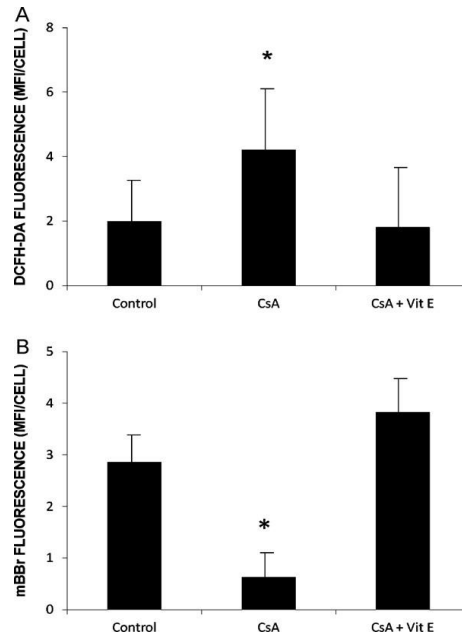 A
DCFH-DA FLUORESCENCE (MFI/CELL)
8
6
4
2
0
*
Control
CsA
CsA + Vit E
B
mBBr FLUORESCENCE (MFI/CELL)
5
4
3
2
1
0
*
Control
CsA
CsA + Vit E